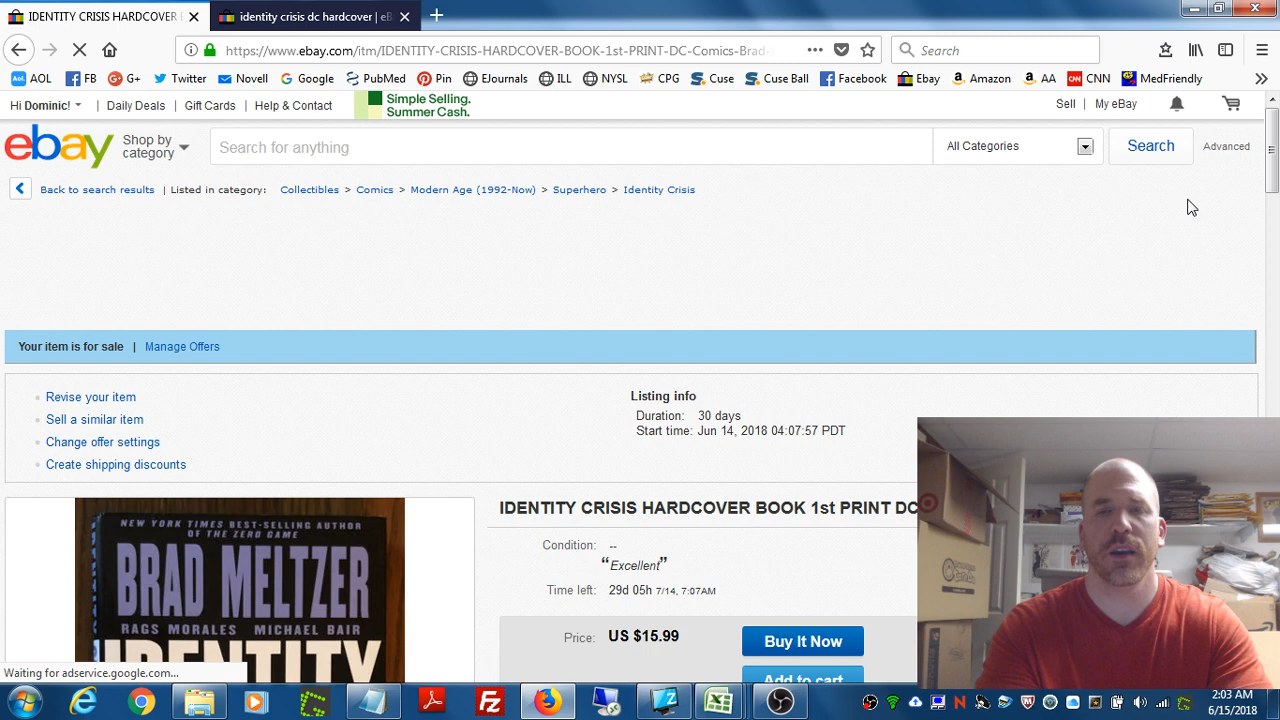 IDENTITY CRISIS HARDCOVER
identity crisis dc hardcover | eB
https://www.ebay.com/itm/IDENTITY-CRISIS-HARDCOVER-BOOK-1st-PRINT-DC-Comics-Brad-
Search
AOL FB G+ Twitter Novell Google PubMed Pin EJournals ILL NYSL CPG Cuse Cuse Ball Facebook Ebay Amazon AA CNN MedFriendly
Hi Dominic! | Daily Deals | Gift Cards | Help & Contact
Simple Selling.
Summer Cash.
Sell | My eBay
ebay
Shop by
category
Search for anything
All Categories
Search
Advanced
Back to search results | Listed in category: Collectibles > Comics > Modern Age (1992-Now) > Superhero > Identity Crisis
Your item is for sale | Manage Offers
Revise your item
Sell a similar item
Change offer settings
Create shipping discounts
Listing info
Duration: 30 days
Start time: Jun 14, 2018 04:07:57 PDT
NEW YORK TIMES BEST-SELLING AUTHOR
OF THE ZERO GAME
BRAD MELTZER
RAGS MORALES MICHAEL BAIR
IDENTITY
IDENTITY CRISIS HARDCOVER BOOK 1st PRINT DC
Condition: --
“Excellent”
Time left: 29d 05h 7/14, 7:07AM
Price: US $15.99
Buy It Now
Add to cart
Waiting for adservice.google.com...
2:03 AM
6/15/2018